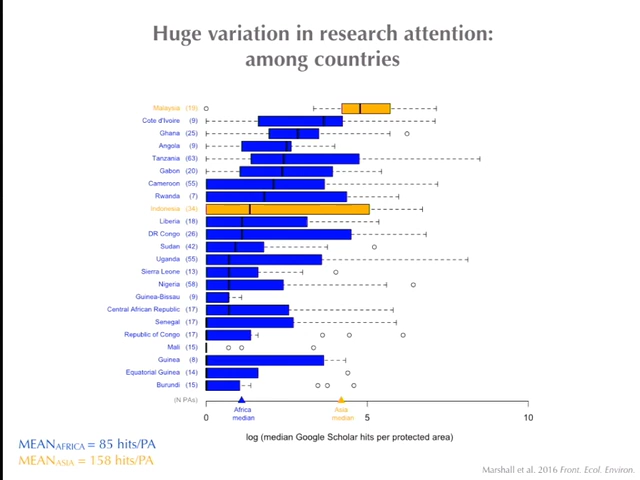 Huge variation in research attention:
among countries
Malaysia (19)
Cote d'Ivoire (9)
Ghana (25)
Angola (9)
Tanzania (63)
Gabon (20)
Cameroon (55)
Rwanda (7)
Indonesia (34)
Liberia (18)
DR Congo (26)
Sudan (42)
Uganda (55)
Sierra Leone (13)
Nigeria (58)
Guinea-Bissau (9)
Central African Republic (17)
Senegal (17)
Republic of Congo (17)
Mali (15)
Guinea (8)
Equatorial Guinea (14)
Burundi (15)
(N PAs)
0 5 10
Africa median
Asia median
log (median Google Scholar hits per protected area)
MEANAFRICA = 85 hits/PA
MEANASIA = 158 hits/PA
Marshall et al. 2016 Front. Ecol. Environ.